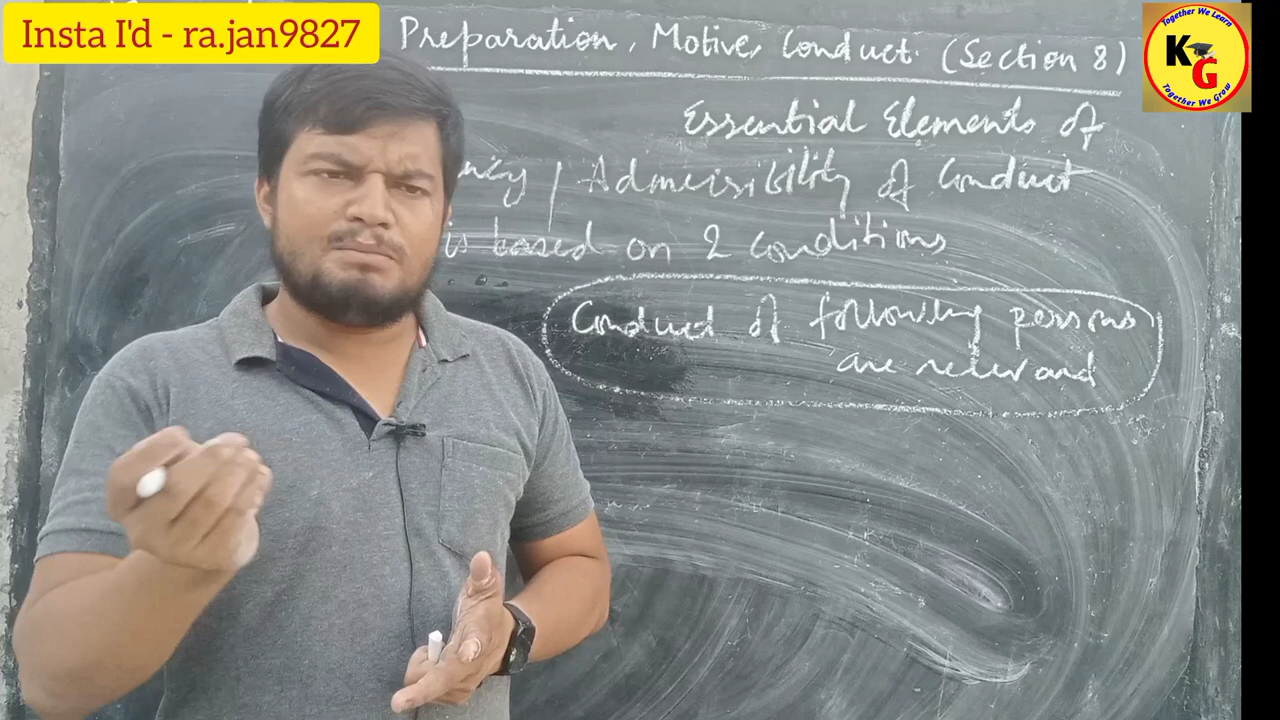 Insta I'd - ra.jan9827
Preparation, Motive, Conduct. (Section 8)
Essential Elements of
ncy / Admissibility of Conduct
is based on 2 conditions
Conduct of following persons
are relevant
Together We Learn
KG
Together We Grow